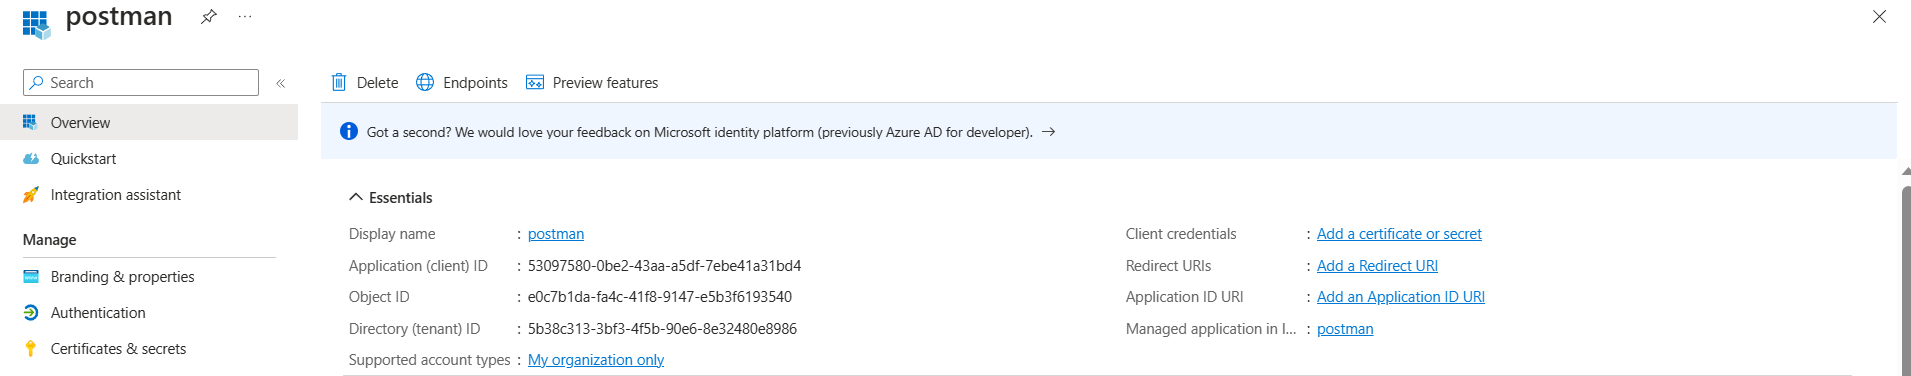 postman
Search
Delete Endpoints Preview features
Overview
Got a second? We would love your feedback on Microsoft identity platform (previously Azure AD for developer). →
Quickstart
Integration assistant
Manage
Branding & properties
Authentication
Certificates & secrets
Essentials
Display name : postman
Application (client) ID : 53097580-0be2-43aa-a5df-7ebe41a31bd4
Object ID : e0c7b1da-fa4c-41f8-9147-e5b3f6193540
Directory (tenant) ID : 5b38c313-3bf3-4f5b-90e6-8e32480e8986
Supported account types : My organization only
Client credentials : Add a certificate or secret
Redirect URIs : Add a Redirect URI
Application ID URI : Add an Application ID URI
Managed application in l... : postman